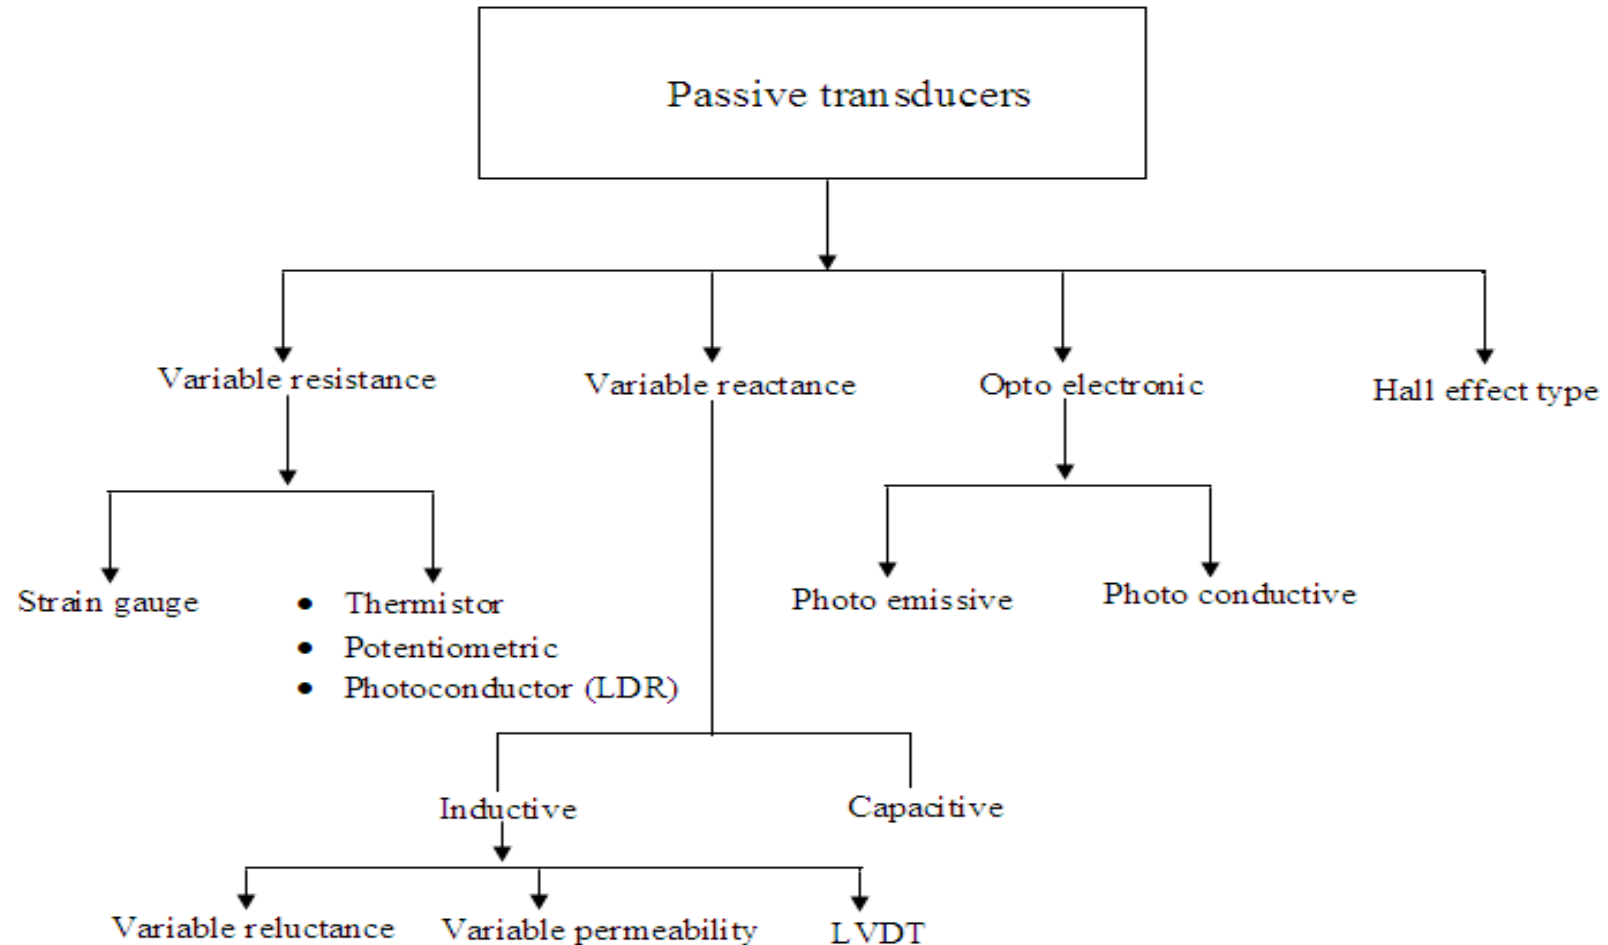 Passive transducers
Variable resistance
Variable reactance
Opto electronic
Hall effect type
Strain gauge
• Thermistor
• Potentiometric
• Photoconductor (LDR)
Photo emissive
Photo conductive
Inductive
Capacitive
Variable reluctance
Variable permeability
LVDT